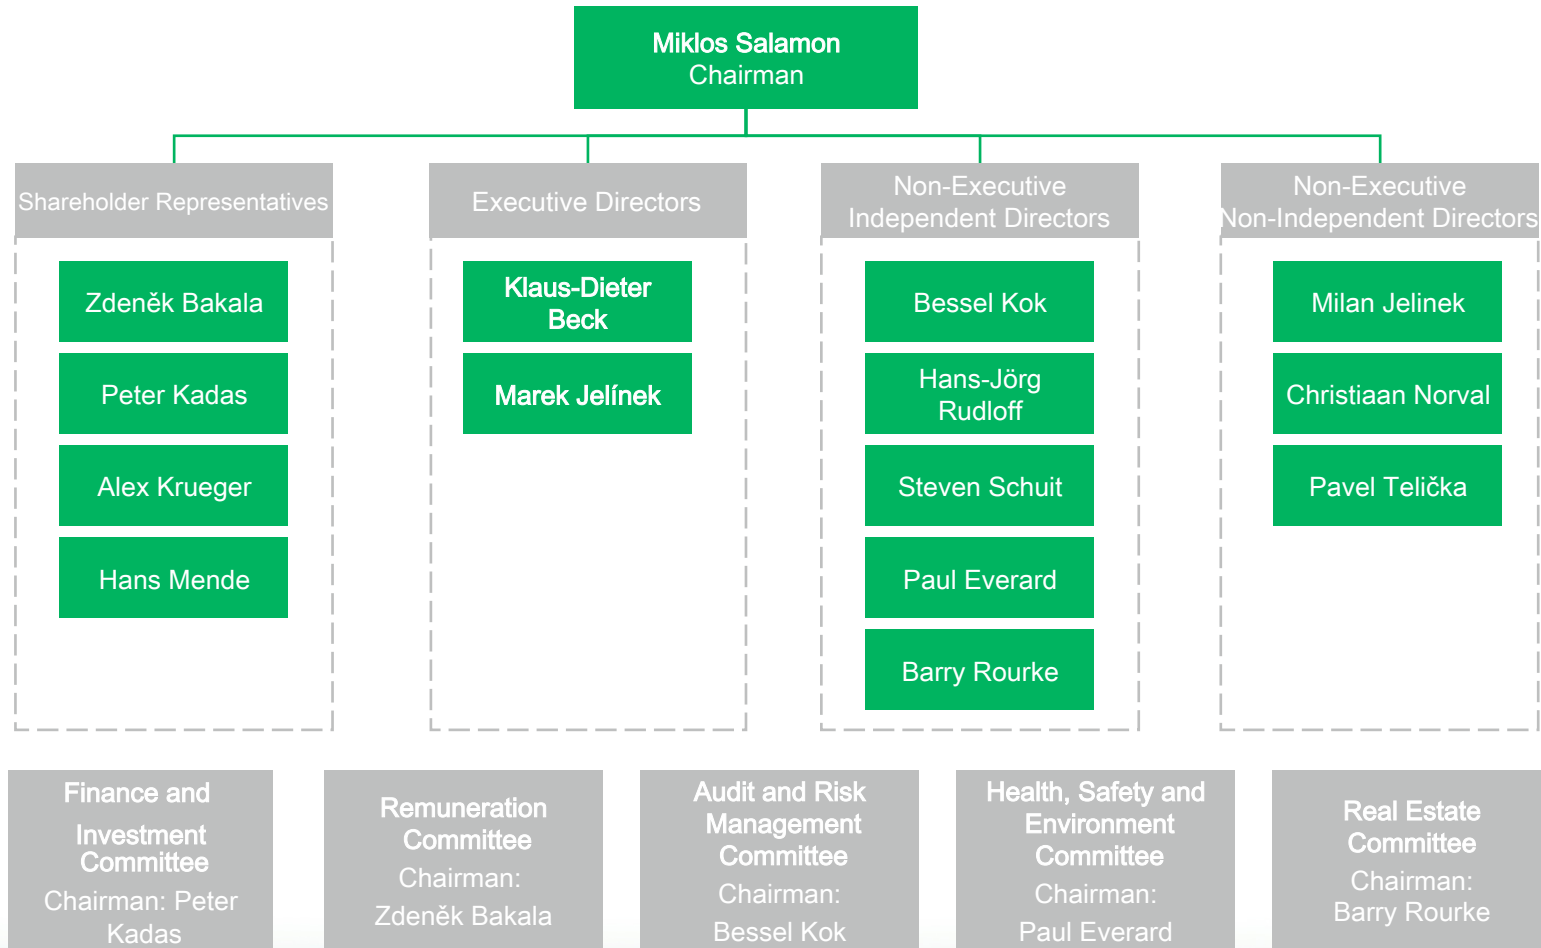 Miklos Salamon
Chairman
Shareholder Representatives
Zdeněk Bakala
Peter Kadas
Alex Krueger
Hans Mende
Executive Directors
Klaus-Dieter
Beck
Marek Jelínek
Non-Executive
Independent Directors
Bessel Kok
Hans-Jörg
Rudloff
Steven Schuit
Paul Everard
Barry Rourke
Non-Executive
Non-Independent Directors
Milan Jelinek
Christiaan Norval
Pavel Telička
Finance and
Investment
Committee
Chairman: Peter
Kadas
Remuneration
Committee
Chairman:
Zdeněk Bakala
Audit and Risk
Management
Committee
Chairman:
Bessel Kok
Health, Safety and
Environment
Committee
Chairman:
Paul Everard
Real Estate
Committee
Chairman:
Barry Rourke